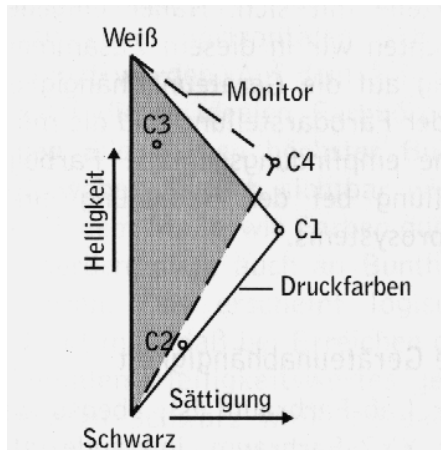 Weiß
Monitor
C3
C4
Helligkeit
C1
Druckfarben
C2
Sättigung
Schwarz